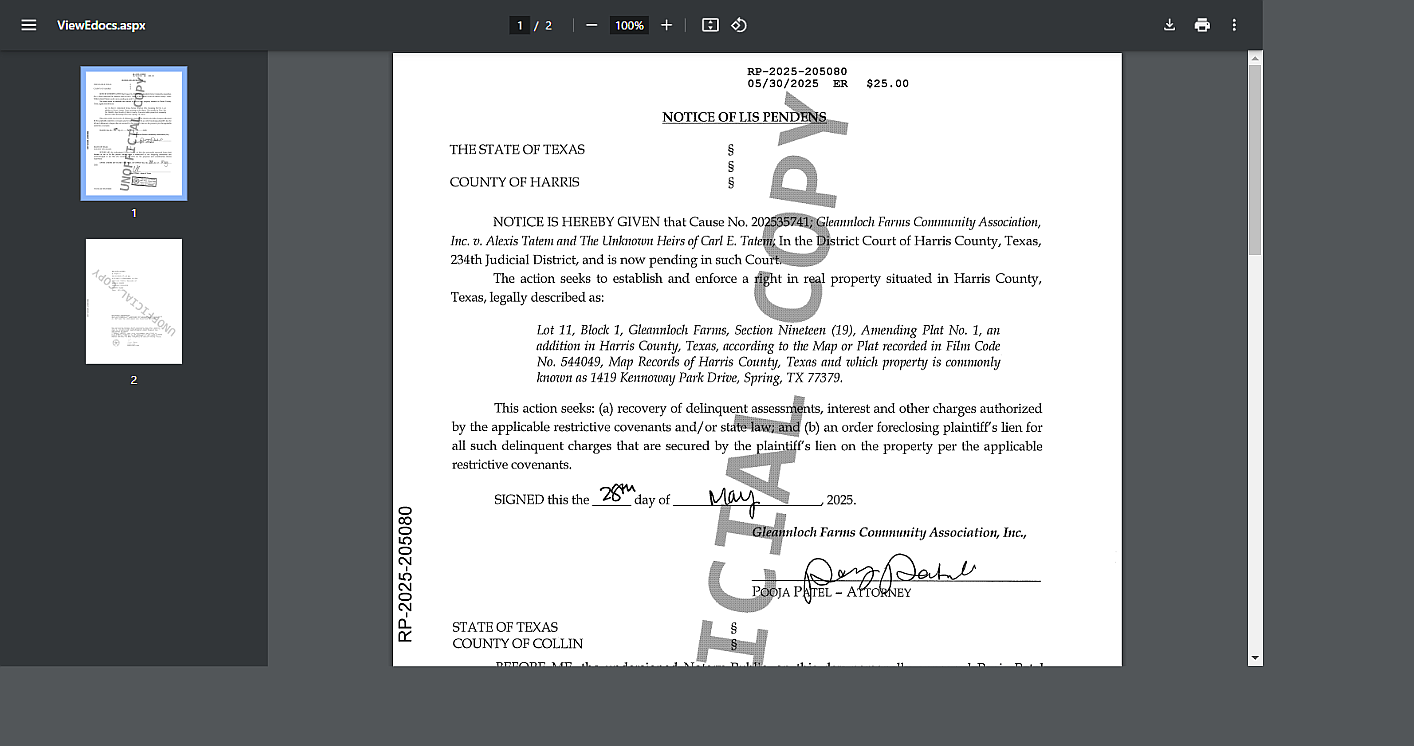 ViewEdocs.aspx
1 / 2
100%
1
2
RP-2025-205080
05/30/2025 ER $25.00
NOTICE OF LIS PENDENS
THE STATE OF TEXAS §
§
COUNTY OF HARRIS §
NOTICE IS HEREBY GIVEN that Cause No. 202535741; Gleannloch Farms Community Association,
Inc. v. Alexis Tatem and The Unknown Heirs of Carl E. Tatem; In the District Court of Harris County, Texas,
234th Judicial District, and is now pending in such Court.
The action seeks to establish and enforce a right in real property situated in Harris County,
Texas, legally described as:
Lot 11, Block 1, Gleannloch Farms, Section Nineteen (19), Amending Plat No. 1, an
addition in Harris County, Texas, according to the Map or Plat recorded in Film Code
No. 544049, Map Records of Harris County, Texas and which property is commonly
known as 1419 Kennoway Park Drive, Spring, TX 77379.
This action seeks: (a) recovery of delinquent assessments, interest and other charges authorized
by the applicable restrictive covenants and/or state law; and (b) an order foreclosing plaintiff's lien for
all such delinquent charges that are secured by the plaintiff's lien on the property per the applicable
restrictive covenants.
SIGNED this the 28th day of May, 2025.
Gleannloch Farms Community Association, Inc.,
POOJA PATEL – ATTORNEY
STATE OF TEXAS §
COUNTY OF COLLIN §
RP-2025-205080
ICIAL COPY
UNOFFICIAL COPY
UNOFFICIAL COPY